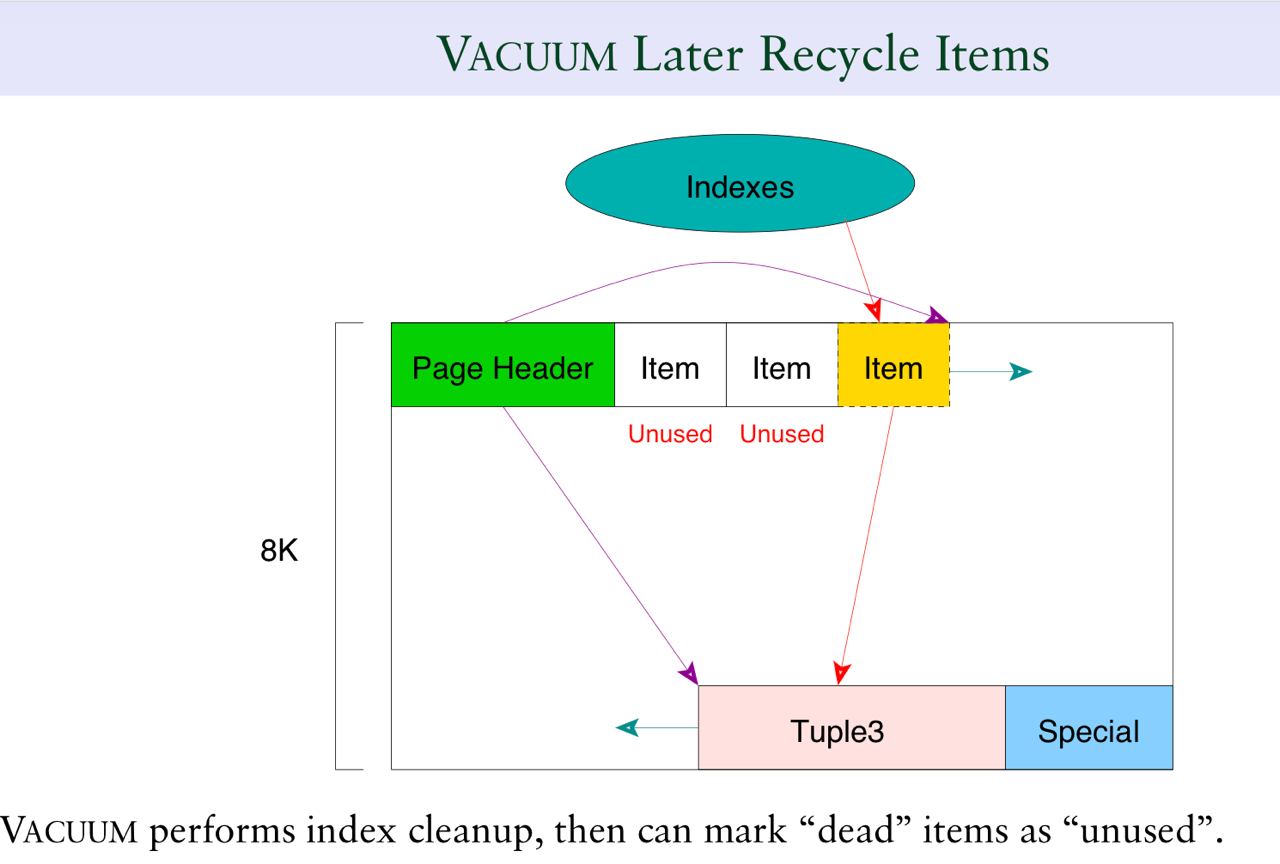 VACUUM Later Recycle Items
Indexes
Page Header Item Item Item
Unused Unused
8K
Tuple3 Special
VACUUM performs index cleanup, then can mark “dead” items as “unused”.